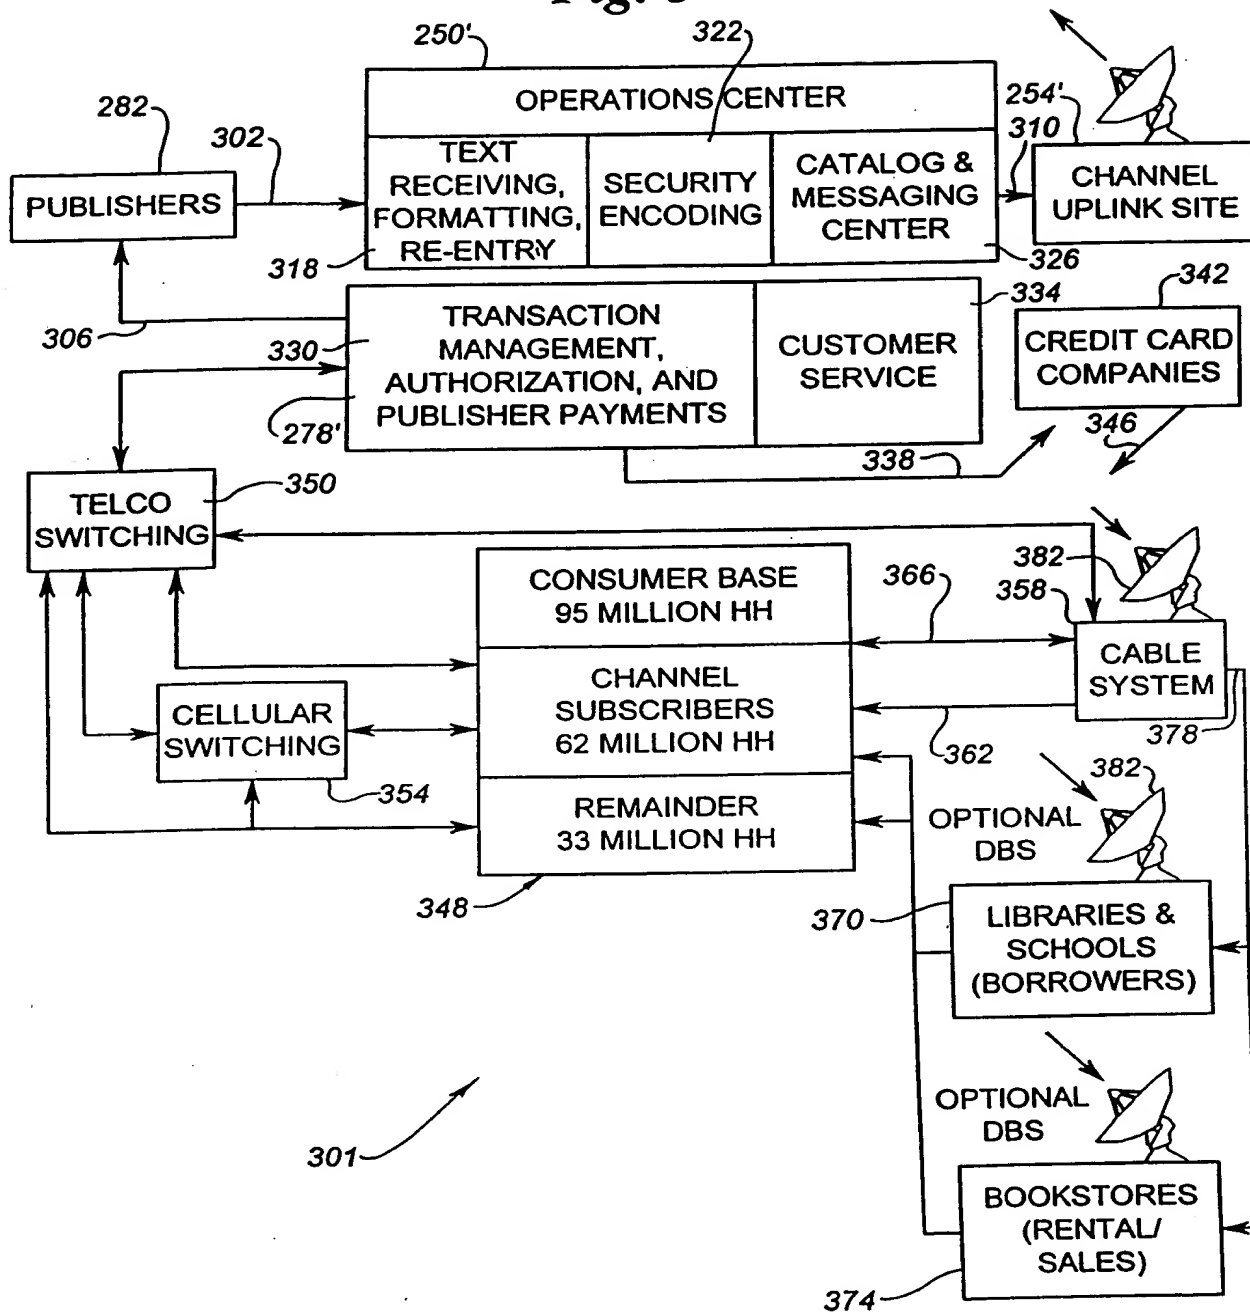 250'
322
OPERATIONS CENTER
254'
282
302
310
TEXT
RECEIVING,
FORMATTING,
RE-ENTRY
SECURITY
ENCODING
CATALOG &
MESSAGING
CENTER
PUBLISHERS
CHANNEL
UPLINK SITE
318
326
342
334
306
330
TRANSACTION
MANAGEMENT,
AUTHORIZATION, AND
PUBLISHER PAYMENTS
CUSTOMER
SERVICE
CREDIT CARD
COMPANIES
278'
346
338
350
TELCO
SWITCHING
382
366
358
CONSUMER BASE
95 MILLION HH
CABLE
SYSTEM
CHANNEL
SUBSCRIBERS
62 MILLION HH
CELLULAR
SWITCHING
378
362
354
382
REMAINDER
33 MILLION HH
OPTIONAL
DBS
348
370
LIBRARIES &
SCHOOLS
(BORROWERS)
OPTIONAL
DBS
301
BOOKSTORES
(RENTAL/
SALES)
374